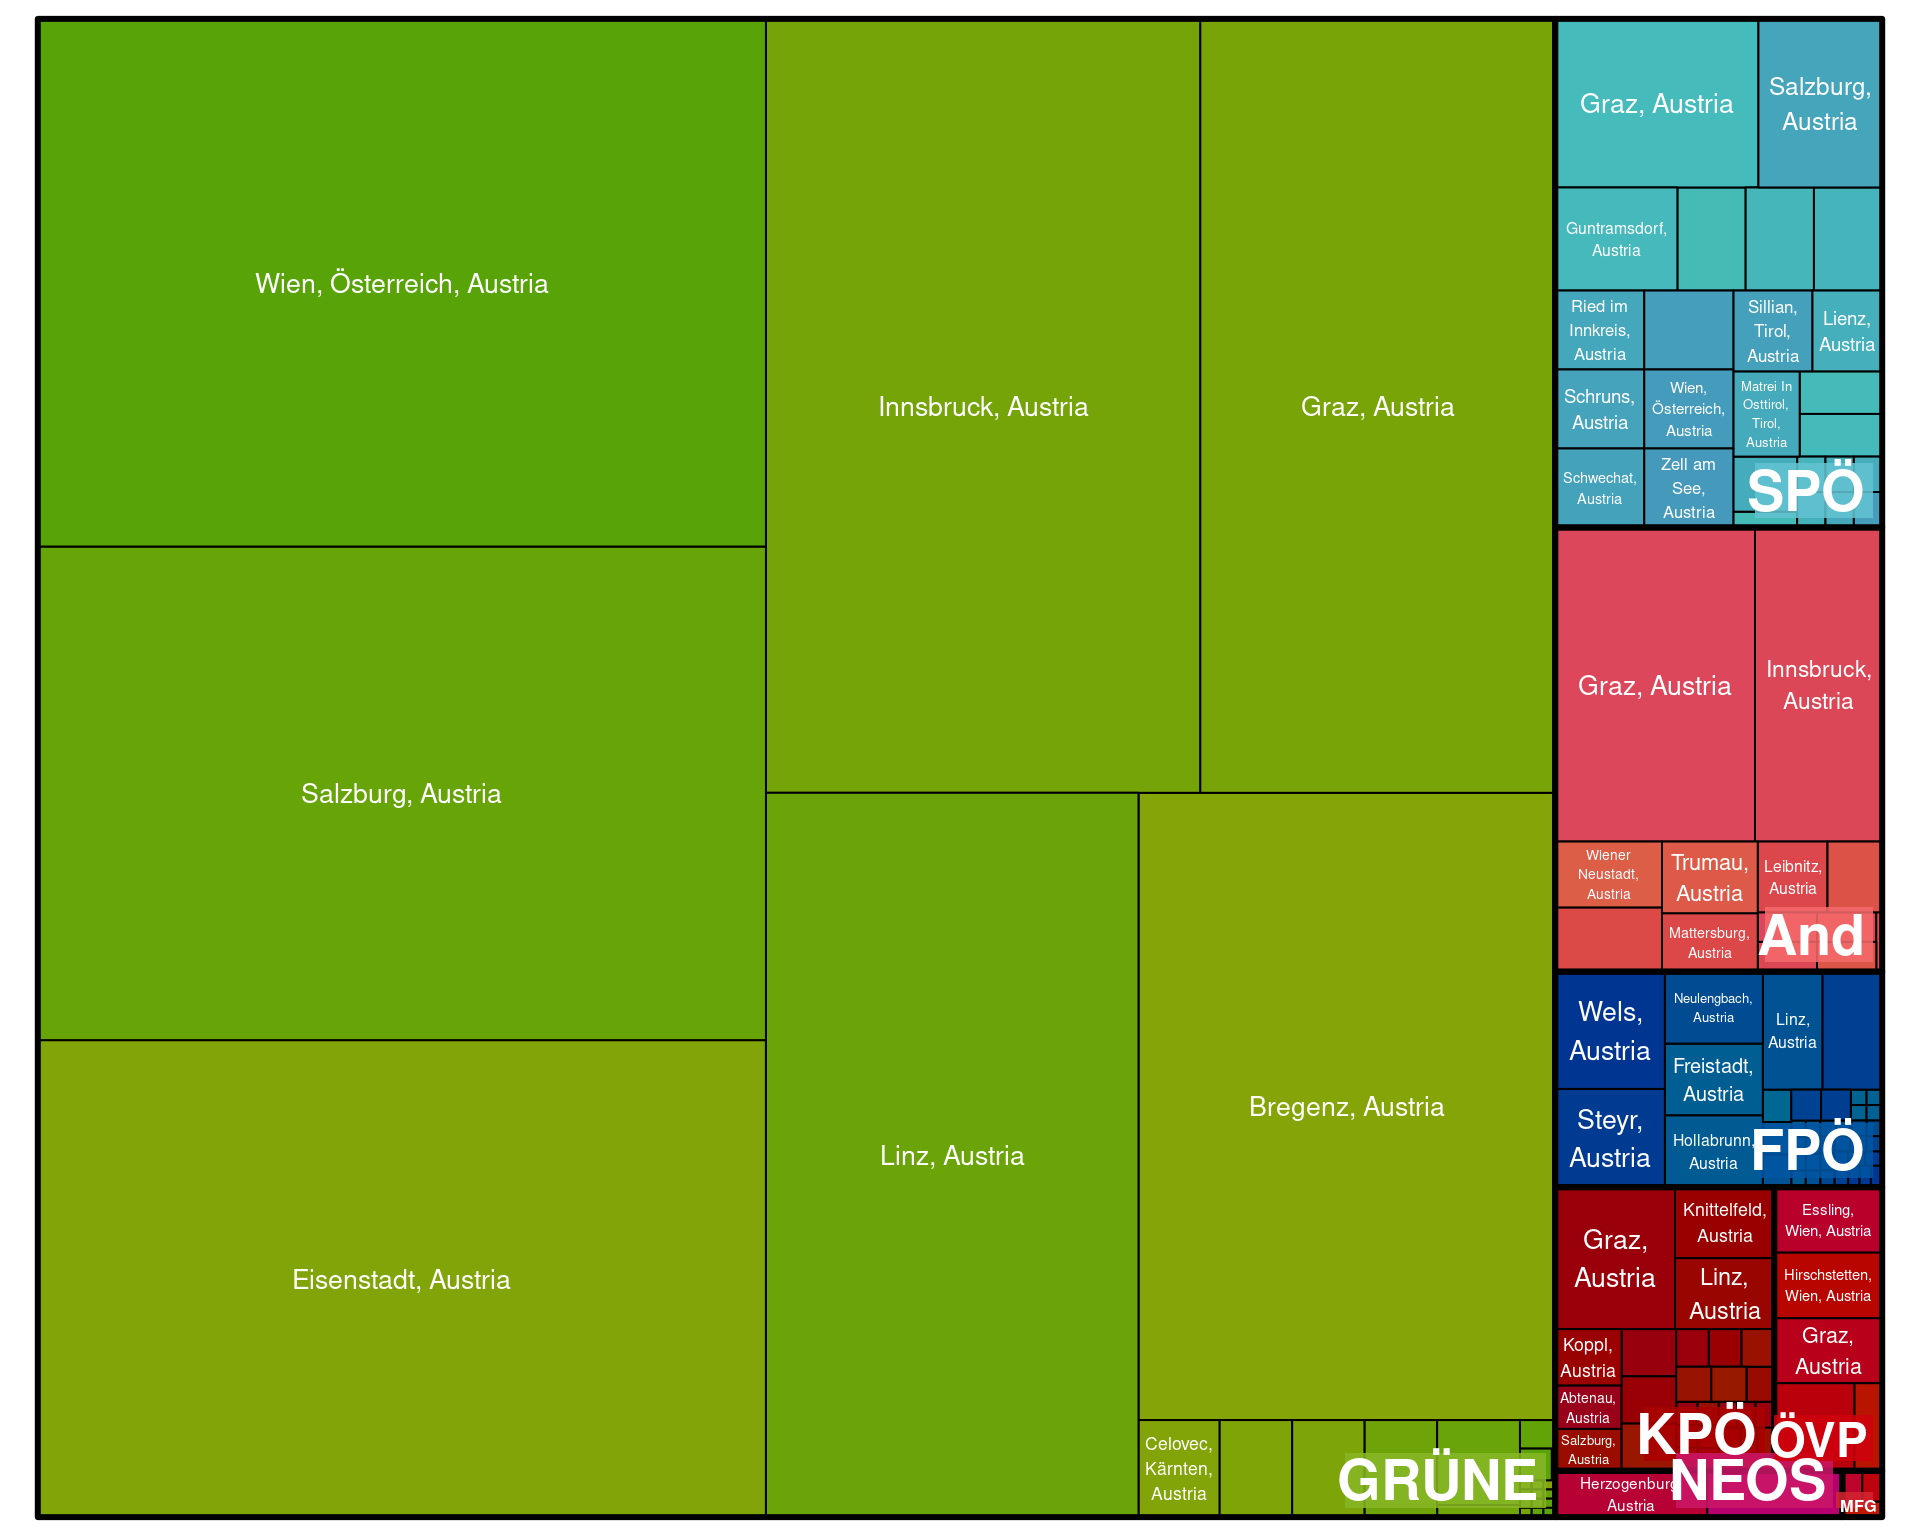 Wien, Österreich, Austria
Salzburg, Austria
Eisenstadt, Austria
Innsbruck, Austria
Graz, Austria
Linz, Austria
Bregenz, Austria
Celovec,
Kärnten,
Austria
GRÜNE
Graz, Austria
Salzburg,
Austria
Guntramsdorf,
Austria
Ried im
Innkreis,
Austria
Sillian,
Tirol,
Austria
Lienz,
Austria
Schruns,
Austria
Wien,
Österreich,
Austria
Matrei In
Osttirol,
Tirol,
Austria
Schwechat,
Austria
Zell am
See,
Austria
SPÖ
Graz, Austria
Innsbruck,
Austria
Wiener
Neustadt,
Austria
Trumau,
Austria
Leibnitz,
Austria
Mattersburg,
Austria
And
Wels,
Austria
Neulengbach,
Austria
Linz,
Austria
Freistadt,
Austria
Steyr,
Austria
Hollabrunn,
Austria
FPÖ
Graz,
Austria
Knittelfeld,
Austria
Linz,
Austria
Koppl,
Austria
Abtenau,
Austria
Salzburg,
Austria
KPÖ
Essling,
Wien, Austria
Hirschstetten,
Wien, Austria
Graz,
Austria
ÖVP
Herzogenburg
Austria
NEOS
MFG